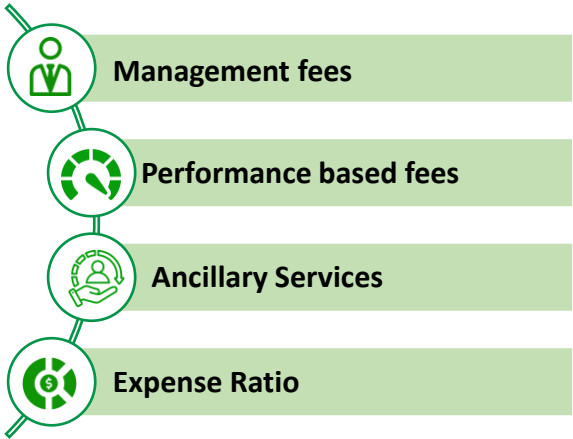 Management fees
Performance based fees
Ancillary Services
$
Expense Ratio